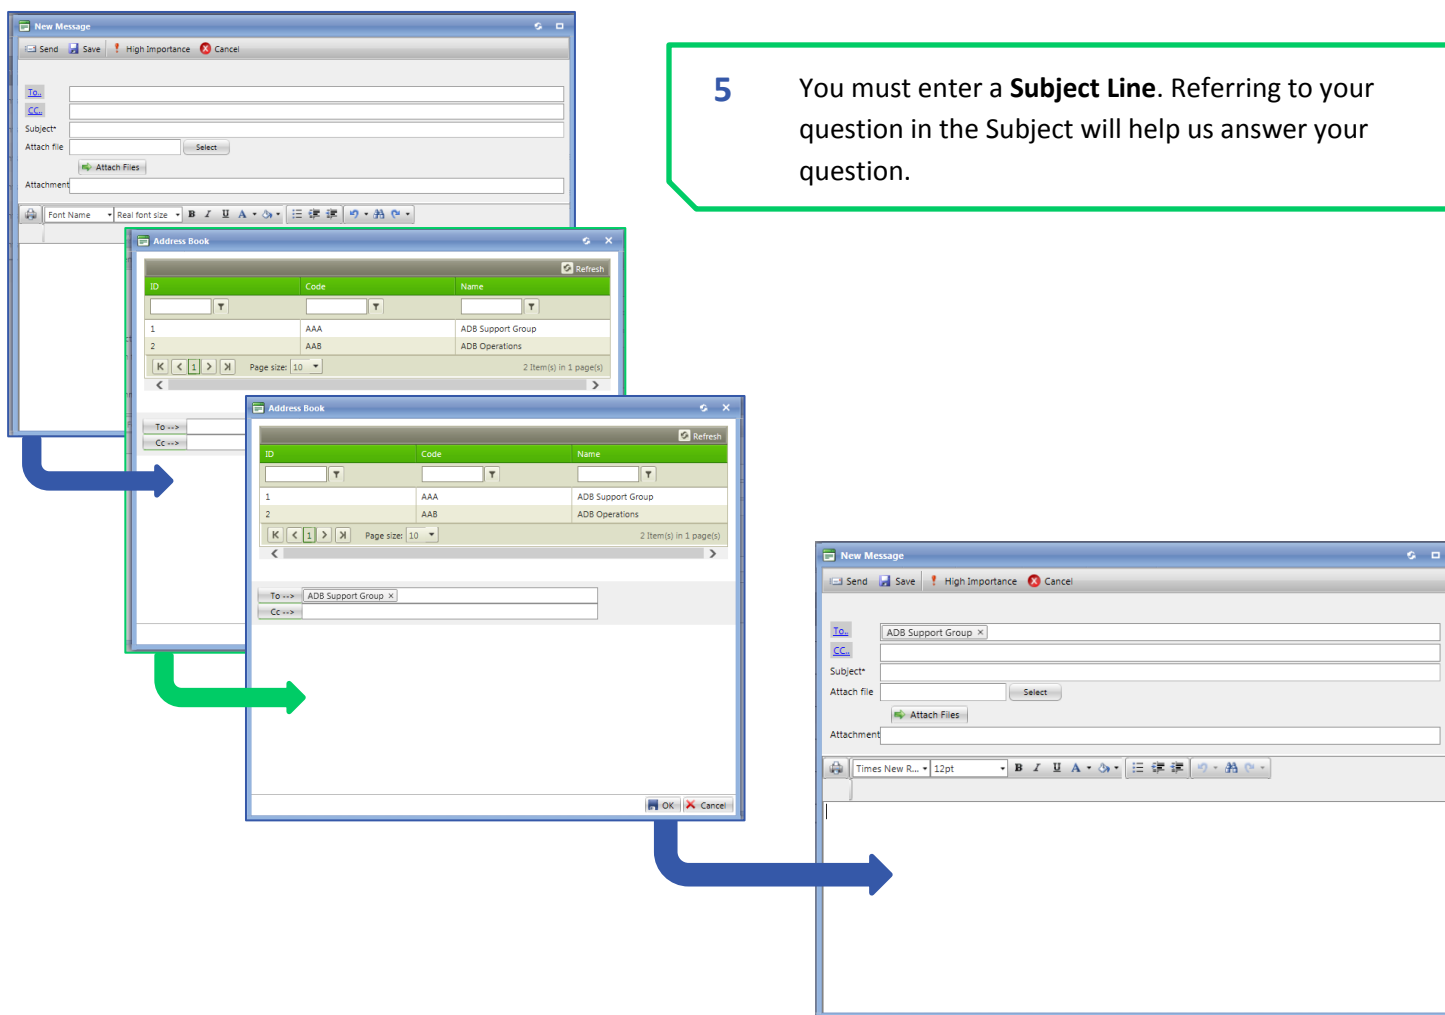 New Message
Send Save High Importance Cancel
To..
CC..
Subject*
Attach file Select
Attach Files
Attachment
Font Name Real font size B I U A
5 You must enter a Subject Line. Referring to your
question in the Subject will help us answer your
question.
Address Book
Refresh
ID Code Name
1 AAA ADB Support Group
2 AAB ADB Operations
1 Page size: 10 2 Item(s) in 1 page(s)
To -->
Cc -->
Address Book
Refresh
ID Code Name
1 AAA ADB Support Group
2 AAB ADB Operations
1 Page size: 10 2 Item(s) in 1 page(s)
To --> ADB Support Group ×
Cc -->
OK Cancel
New Message
Send Save High Importance Cancel
To.. ADB Support Group ×
CC..
Subject*
Attach file Select
Attach Files
Attachment
Times New R... 12pt B I U A